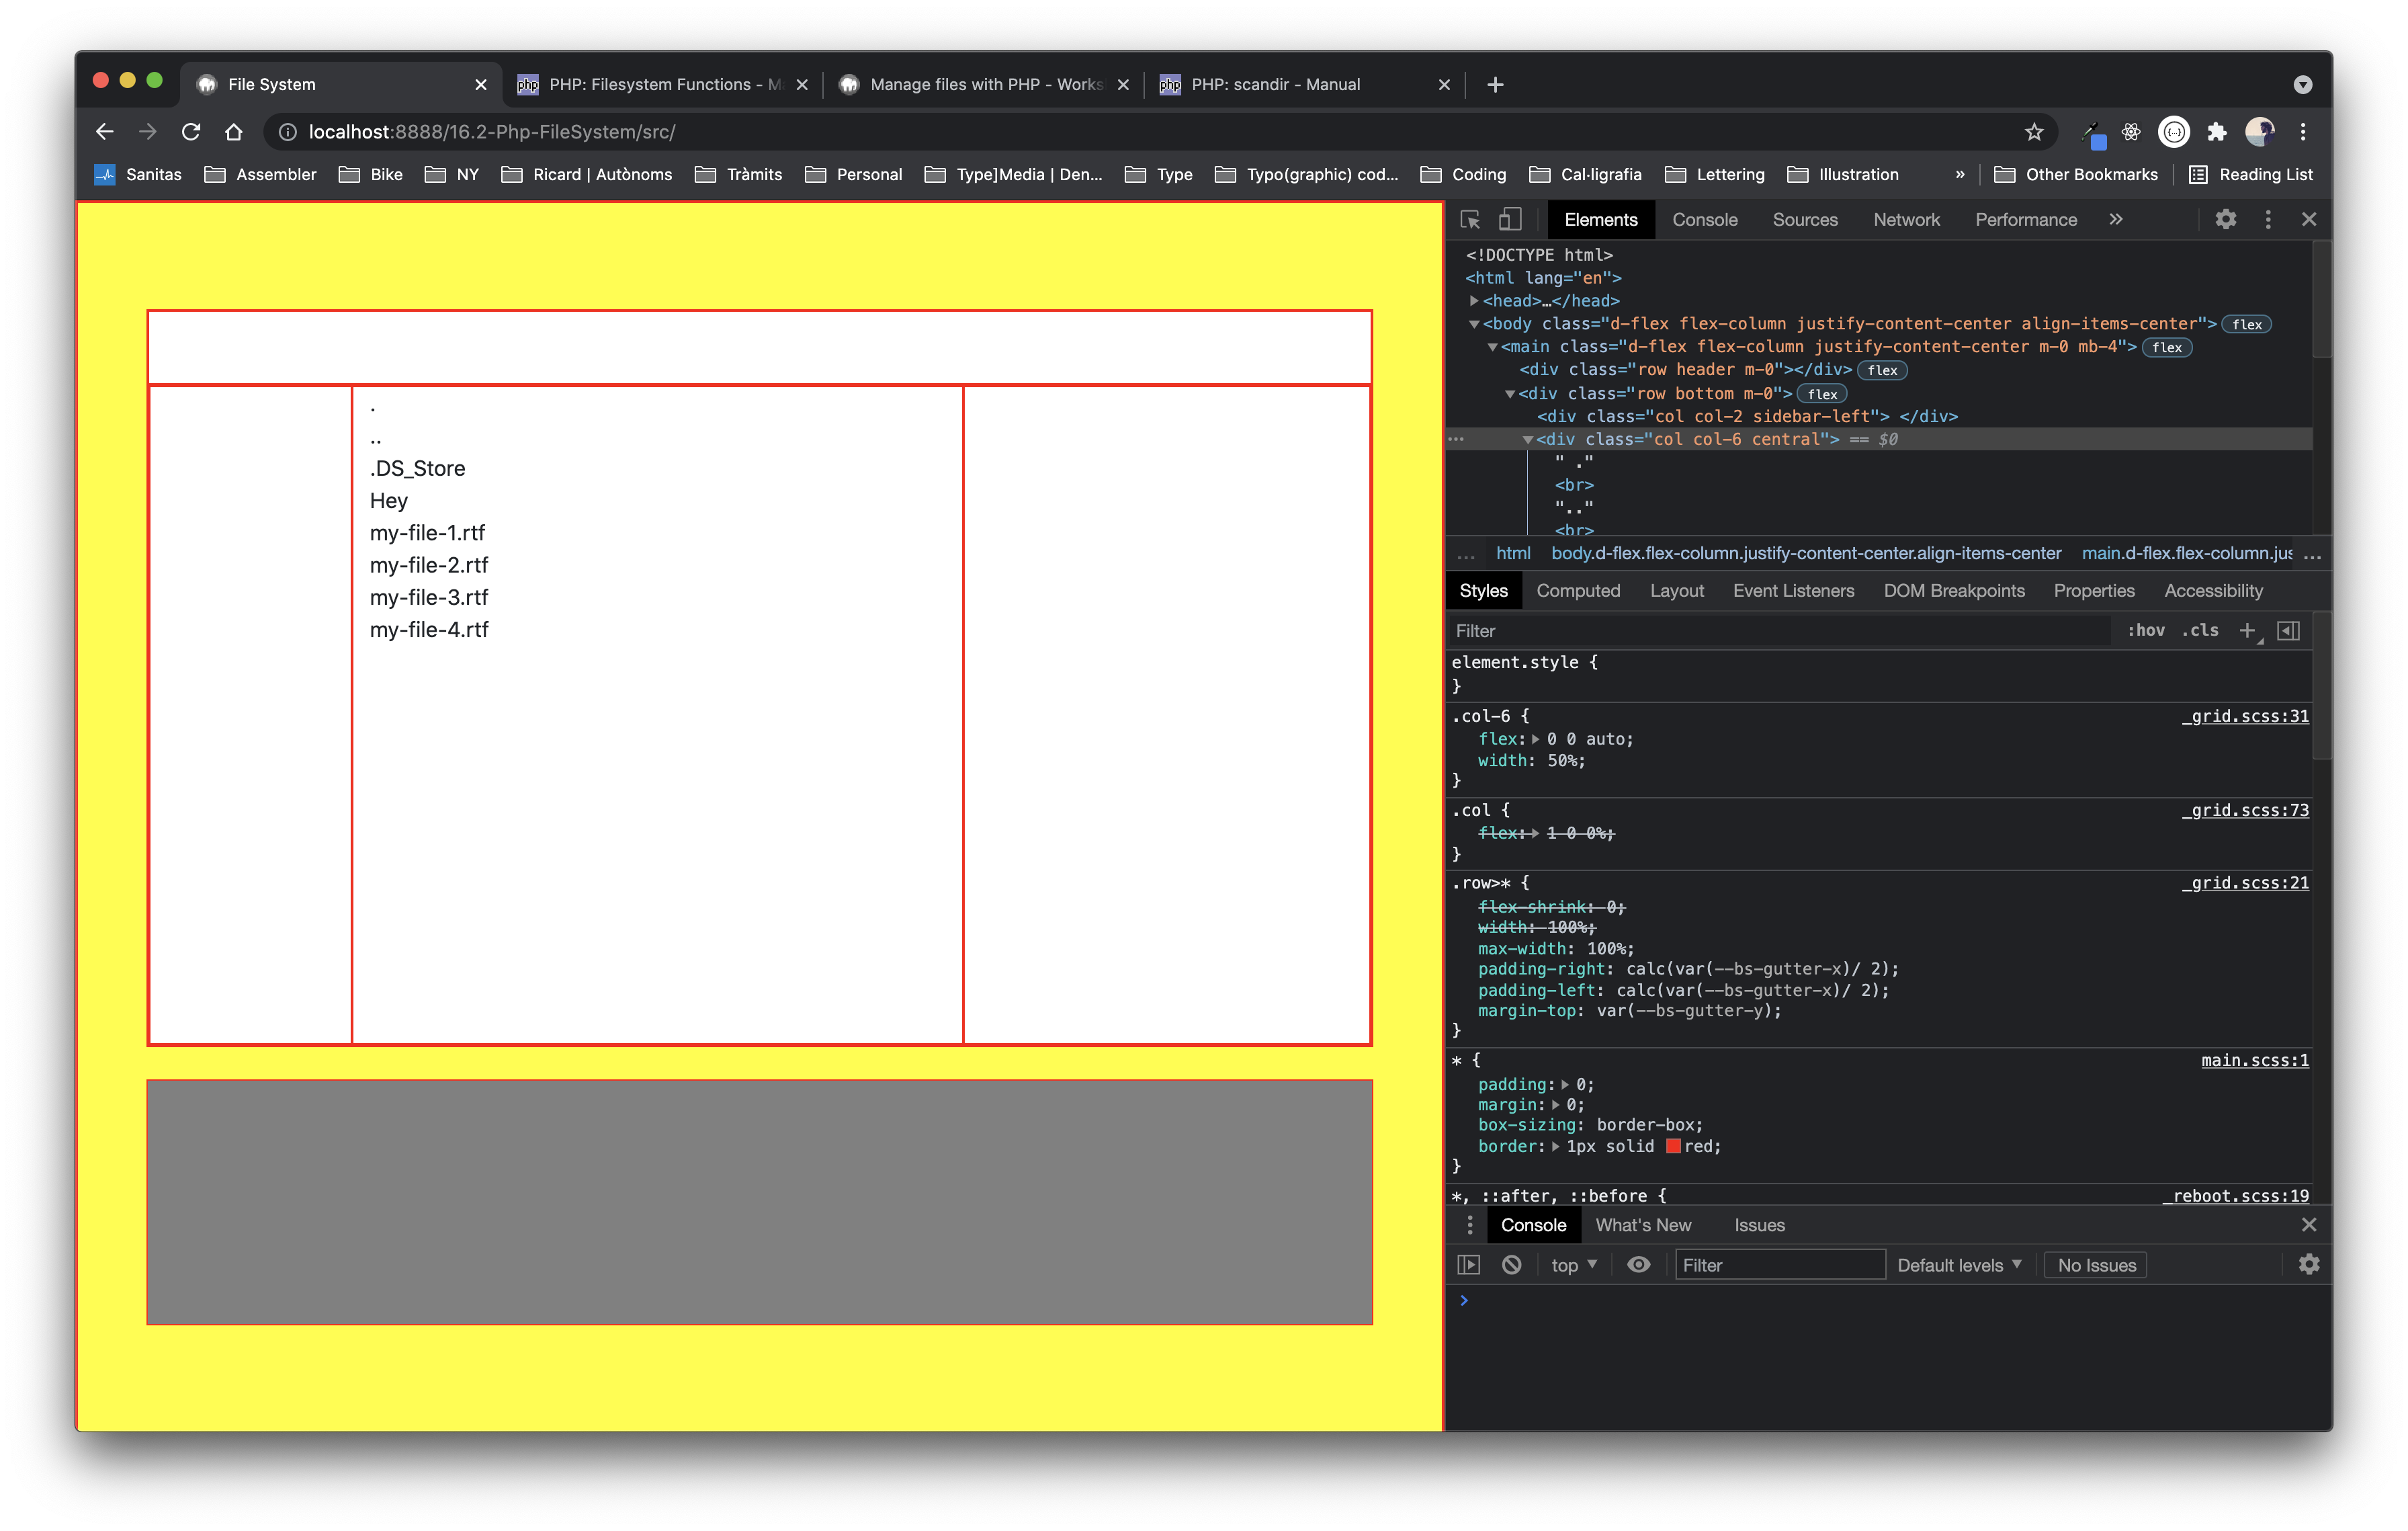 File System
PHP: Filesystem Functions - Ma
Manage files with PHP - Works
PHP: scandir - Manual
localhost:8888/16.2-Php-FileSystem/src/
Sanitas Assembler Bike NY Ricard | Autònoms Tràmits Personal Type]Media | Den... Type Typo(graphic) cod... Coding Cal·ligrafia Lettering Illustration » Other Bookmarks Reading List
.
..
.DS_Store
Hey
my-file-1.rtf
my-file-2.rtf
my-file-3.rtf
my-file-4.rtf
Elements Console Sources Network Performance »
<!DOCTYPE html>
<html lang="en">
<head>…</head>
<body class="d-flex flex-column justify-content-center align-items-center"> flex
<main class="d-flex flex-column justify-content-center m-0 mb-4"> flex
<div class="row header m-0"></div> flex
<div class="row bottom m-0"> flex
<div class="col col-2 sidebar-left"> </div>
<div class="col col-6 central"> == $0
" ."
<br>
".."
<br>
... html body.d-flex.flex-column.justify-content-center.align-items-center main.d-flex.flex-column.jus ...
Styles Computed Layout Event Listeners DOM Breakpoints Properties Accessibility
Filter :hov .cls +
element.style {
}
.col-6 { _grid.scss:31
flex: 0 0 auto;
width: 50%;
}
.col { _grid.scss:73
flex: 1 0 0%;
}
.row>* { _grid.scss:21
flex-shrink: 0;
width: 100%;
max-width: 100%;
padding-right: calc(var(--bs-gutter-x)/ 2);
padding-left: calc(var(--bs-gutter-x)/ 2);
margin-top: var(--bs-gutter-y);
}
* { main.scss:1
padding: 0;
margin: 0;
box-sizing: border-box;
border: 1px solid red;
}
*, ::after, ::before { _reboot.scss:19
Console What's New Issues
top Filter Default levels No Issues